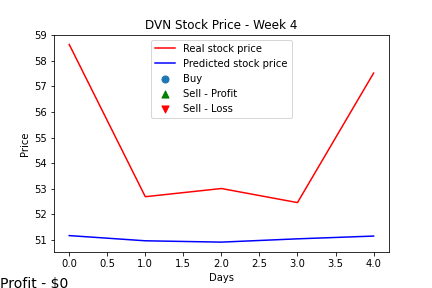 DVN Stock Price - Week 4
59
58
57
56
55
54
53
52
51
Price
Real stock price
Predicted stock price
Buy
Sell - Profit
Sell - Loss
0.0 0.5 1.0 1.5 2.0 2.5 3.0 3.5 4.0
Days
Profit - $0